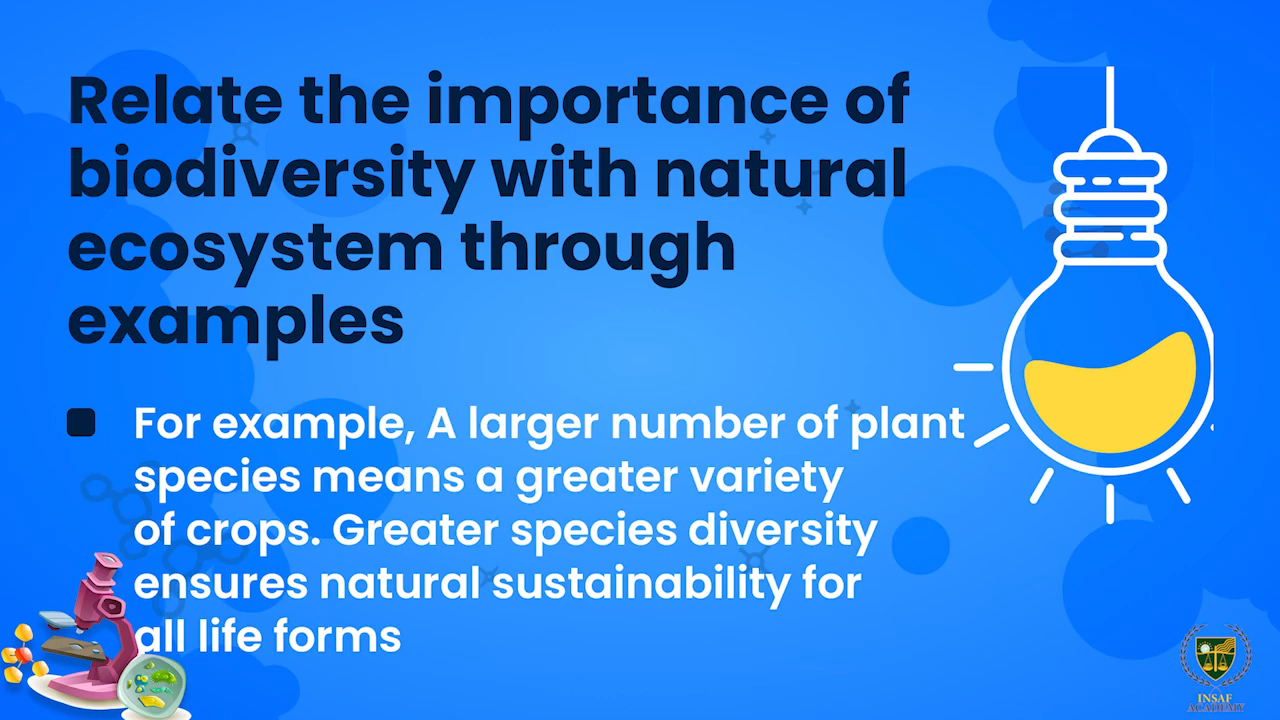 Relate the importance of
biodiversity with natural
ecosystem through
examples
For example, A larger number of plant
species means a greater variety
of crops. Greater species diversity
ensures natural sustainability for
all life forms
INSAF
ACADEMY